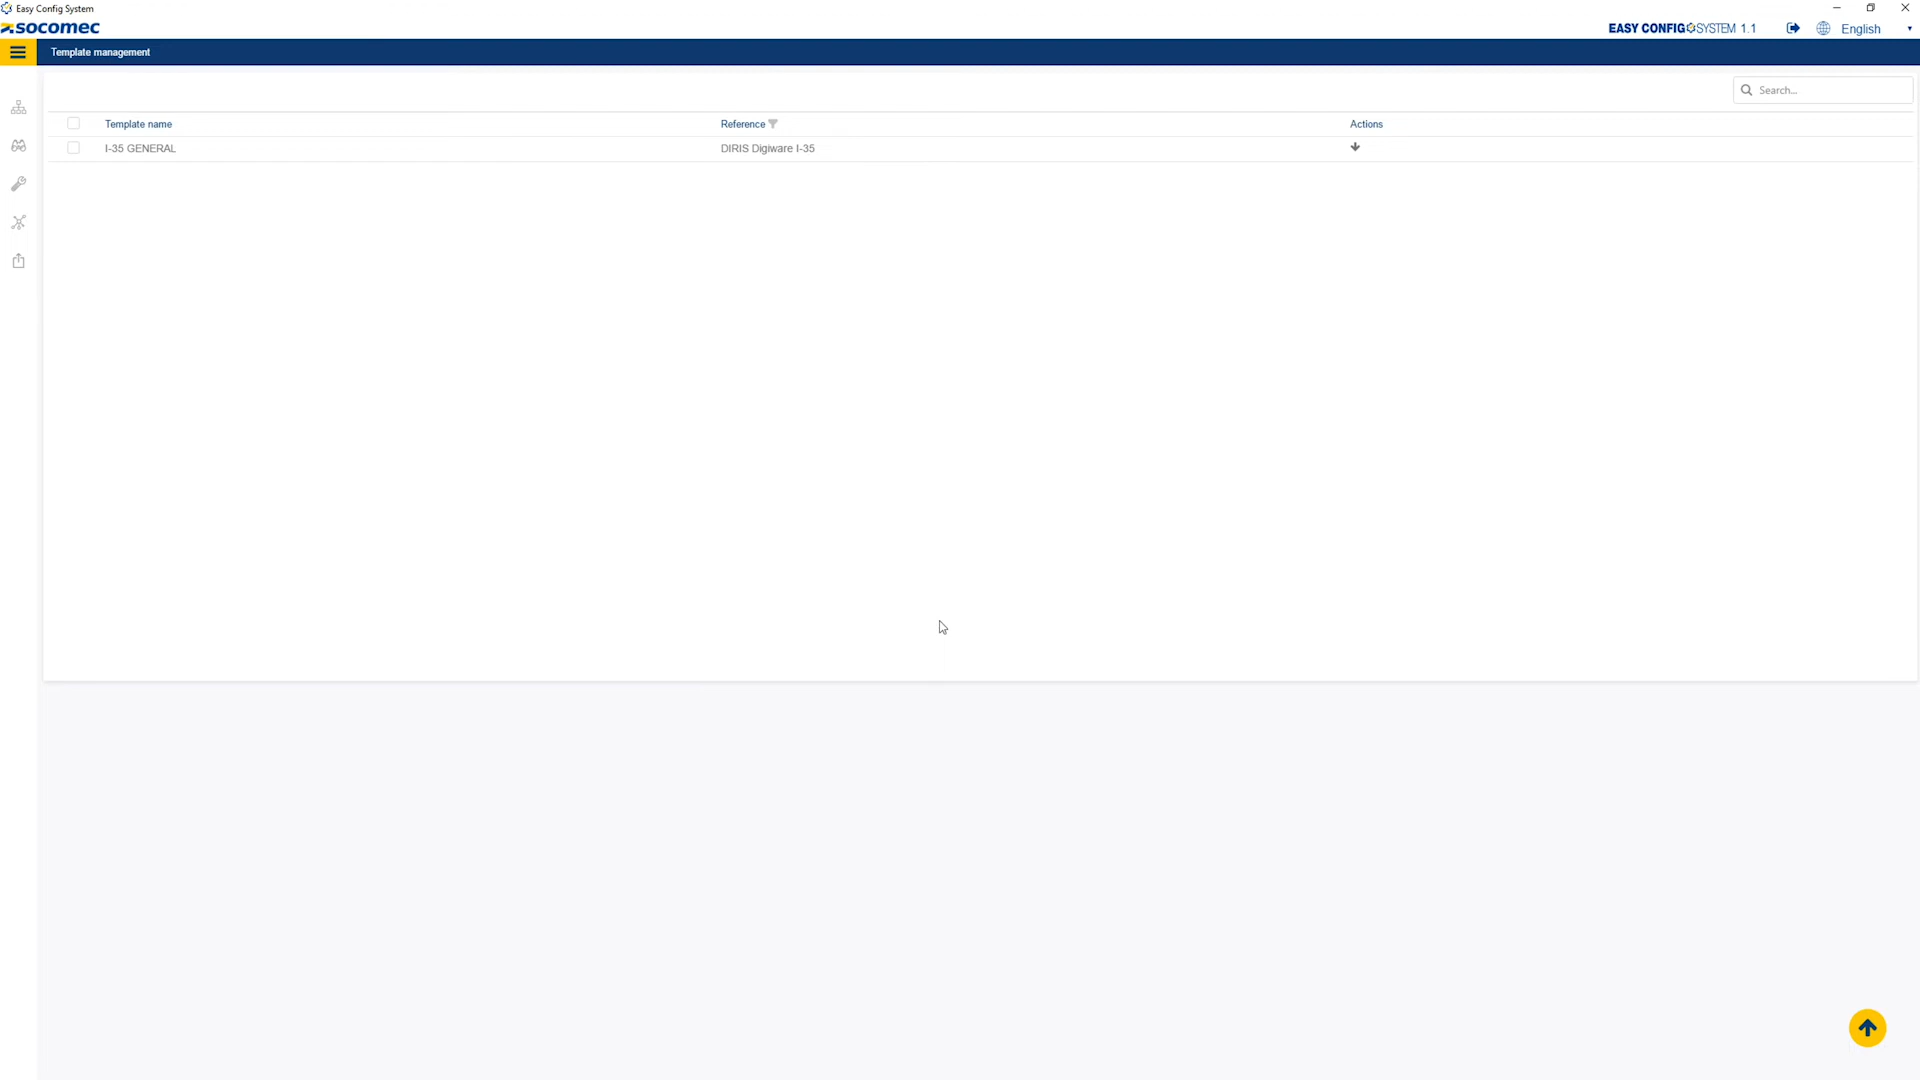 Easy Config System
socomec
EASY CONFIG SYSTEM 1.1
English
Template management
Search...
Template name Reference Actions
I-35 GENERAL DIRIS Digiware I-35